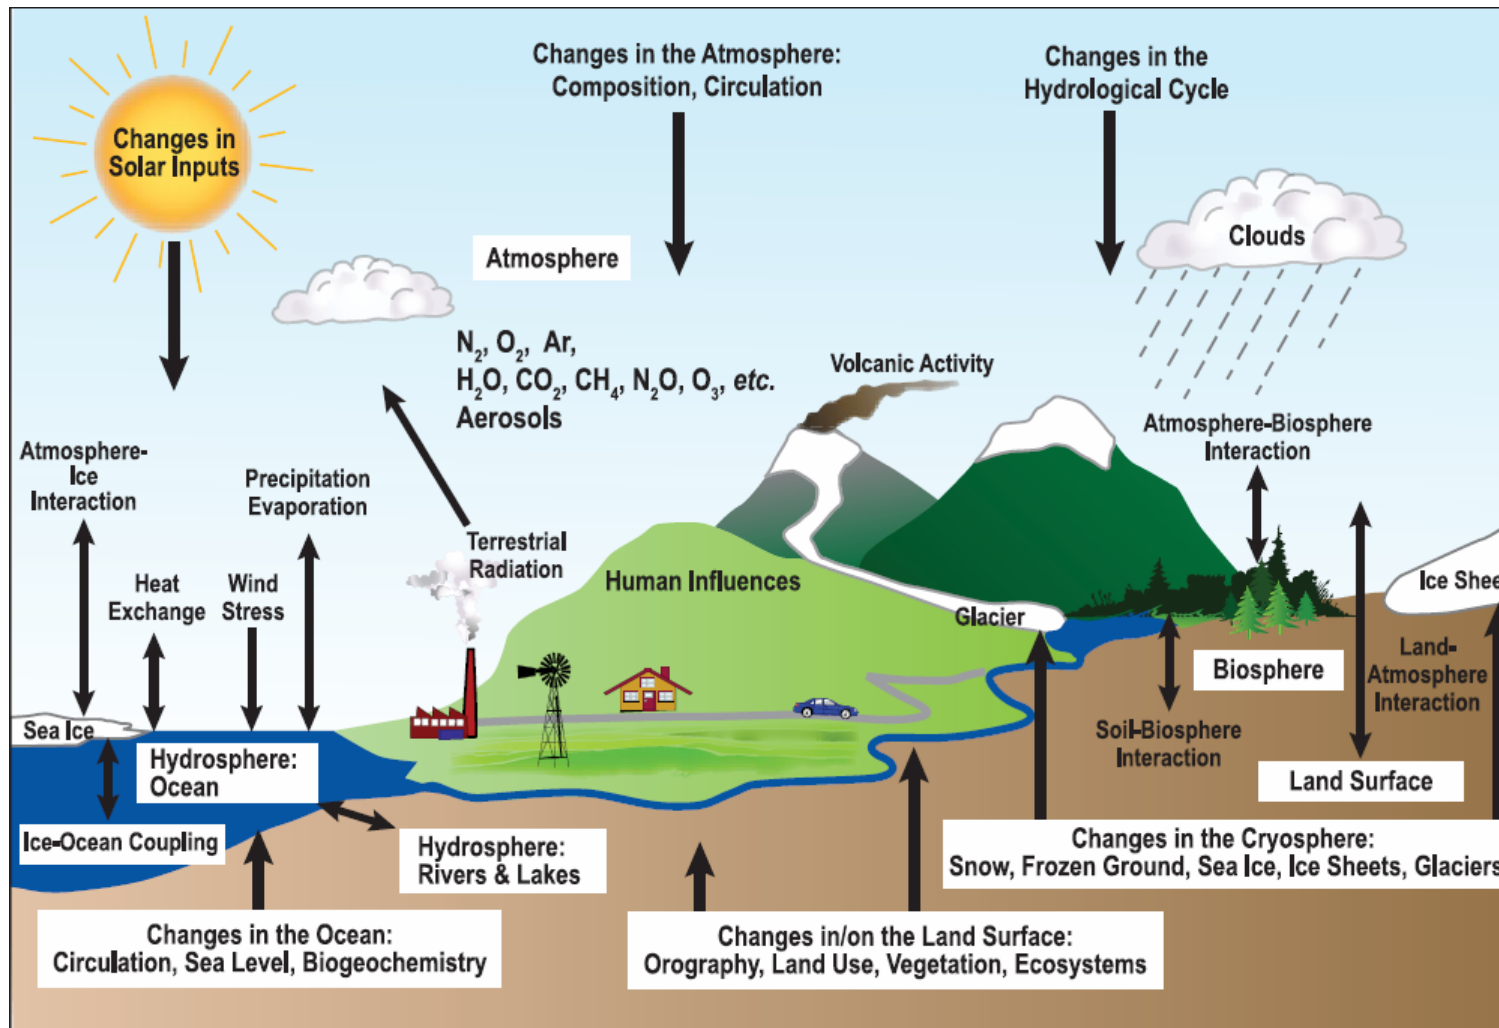 Changes in the Atmosphere:
Composition, Circulation
Changes in the
Hydrological Cycle
Changes in
Solar Inputs
Clouds
Atmosphere
N₂, O₂, Ar,
H₂O, CO₂, CH₄, N₂O, O₃, etc.
Aerosols
Volcanic Activity
Atmosphere-
Ice
Interaction
Precipitation
Evaporation
Atmosphere-Biosphere
Interaction
Terrestrial
Radiation
Heat
Exchange
Wind
Stress
Human Influences
Glacier
Ice Shee
Land-
Atmosphere
Interaction
Biosphere
Soil-Biosphere
Interaction
Sea Ice
Hydrosphere:
Ocean
Land Surface
Ice-Ocean Coupling
Hydrosphere:
Rivers & Lakes
Changes in the Cryosphere:
Snow, Frozen Ground, Sea Ice, Ice Sheets, Glaciers
Changes in the Ocean:
Circulation, Sea Level, Biogeochemistry
Changes in/on the Land Surface:
Orography, Land Use, Vegetation, Ecosystems